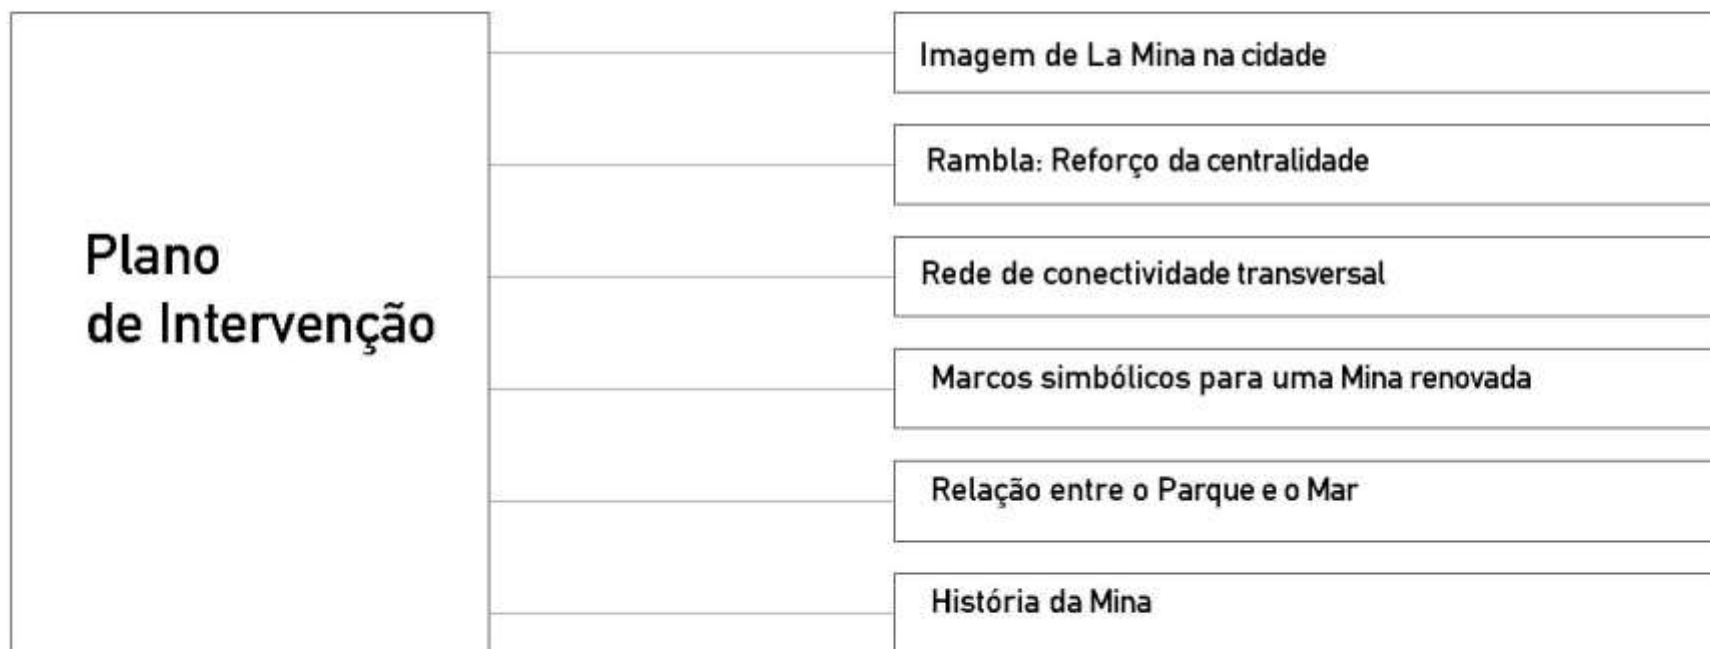 Plano
de Intervenção
Imagem de La Mina na cidade
Rambla: Reforço da centralidade
Rede de conectividade transversal
Marcos simbólicos para uma Mina renovada
Relação entre o Parque e o Mar
História da Mina